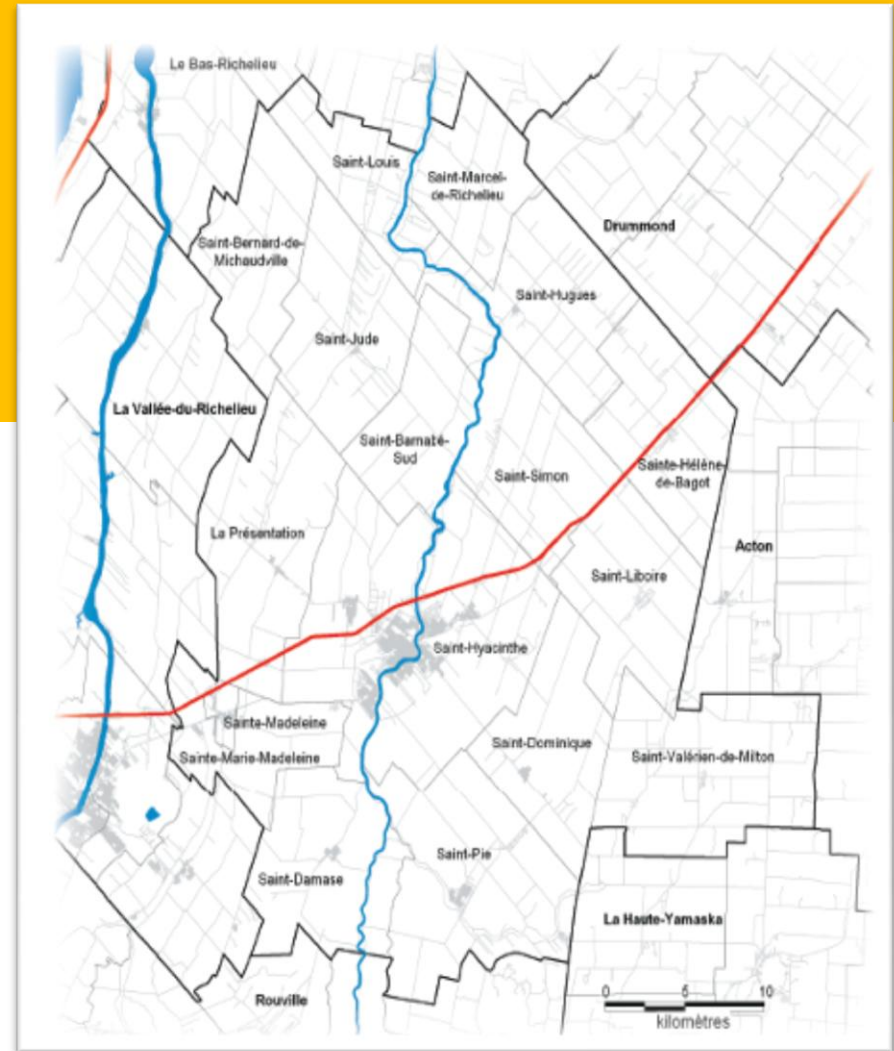 Le Bas-Richelieu
Saint-Louis
Saint-Marcel-
de-Richelieu
Saint-Bernard-de-
Michaudville
Drummond
Saint-Hugues
Saint-Jude
La Vallée-du-Richelieu
Saint-Barnabé-
Sud
Saint-Simon
Sainte-Hélène-
de-Bagot
La Présentation
Acton
Saint-Liboire
Saint-Hyacinthe
Sainte-Madeleine
Saint-Dominique
Sainte-Marie-Madeleine
Saint-Valérien-de-Milton
Saint-Pie
Saint-Damase
La Haute-Yamaska
Rouville
0 5 10
kilomètres